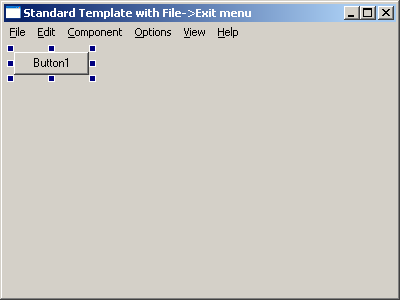 Standard Template with File->Exit menu
File Edit Component Options View Help
Button1